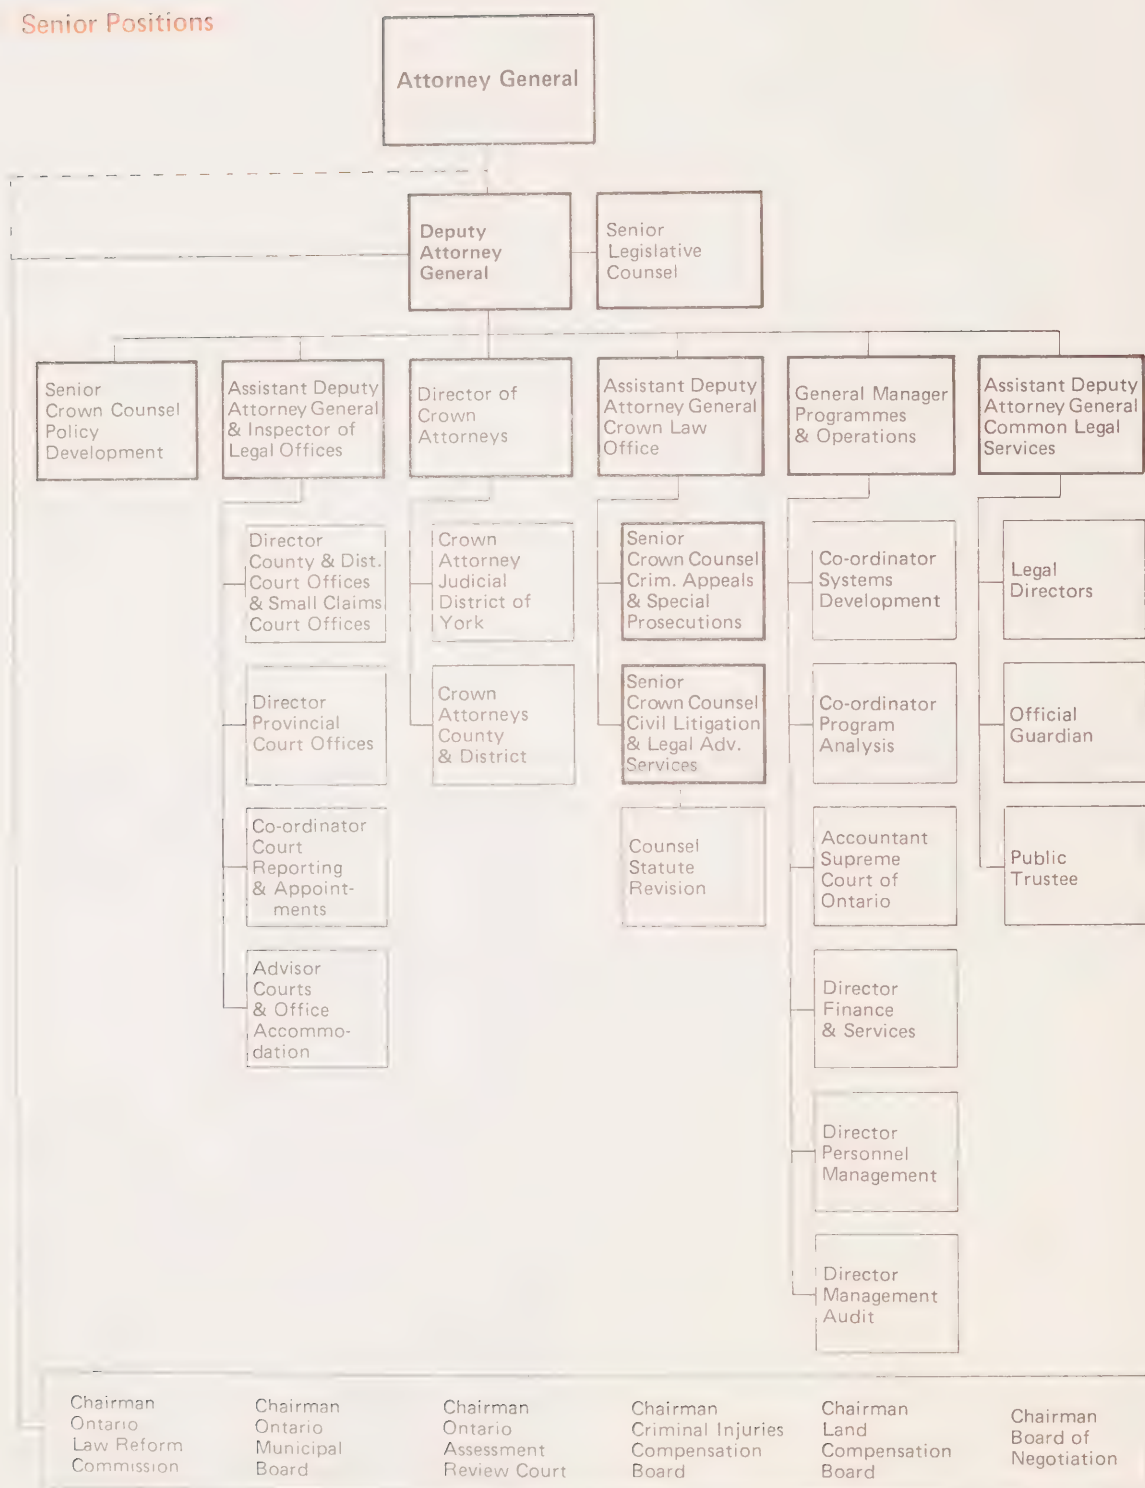 Senior Positions
Attorney General
Deputy
Attorney
General
Senior
Legislative
Counsel
Senior
Crown Counsel
Policy
Development
Assistant Deputy
Attorney General
& Inspector of
Legal Offices
Director of
Crown
Attorneys
Assistant Deputy
Attorney General
Crown Law
Office
General Manager
Programmes
& Operations
Assistant Deputy
Attorney General
Common Legal
Services
Director
County & Dist.
Court Offices
& Small Claims
Court Offices
Director
Provincial
Court Offices
Co-ordinator
Court
Reporting
& Appoint-
ments
Advisor
Courts
& Office
Accommo-
dation
Crown
Attorney
Judicial
District of
York
Crown
Attorneys
County
& District
Senior
Crown Counsel
Crim. Appeals
& Special
Prosecutions
Senior
Crown Counsel
Civil Litigation
& Legal Adv.
Services
Counsel
Statute
Revision
Co-ordinator
Systems
Development
Co-ordinator
Program
Analysis
Accountant
Supreme
Court of
Ontario
Director
Finance
& Services
Director
Personnel
Management
Director
Management
Audit
Legal
Directors
Official
Guardian
Public
Trustee
Chairman
Ontario
Law Reform
Commission
Chairman
Ontario
Municipal
Board
Chairman
Ontario
Assessment
Review Court
Chairman
Criminal Injuries
Compensation
Board
Chairman
Land
Compensation
Board
Chairman
Board of
Negotiation